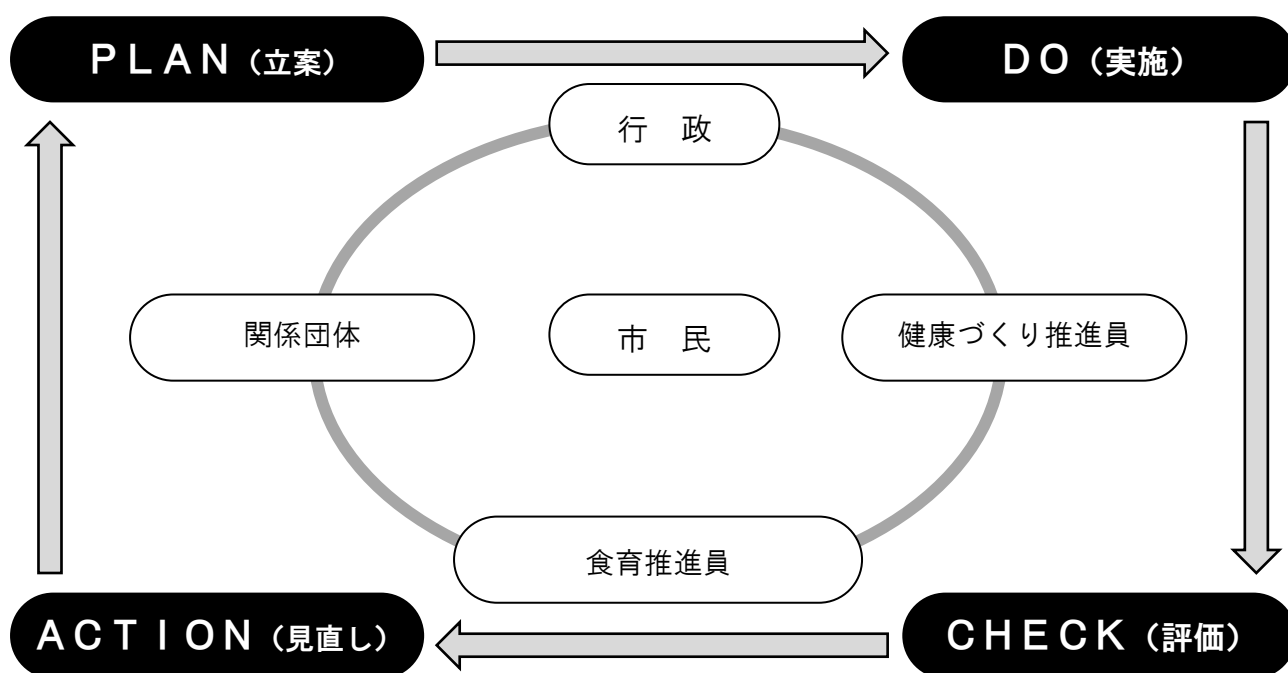 PLAN（立案）
DO（実施）
行　政
関係団体
市　民
健康づくり推進員
食育推進員
ACTION（見直し）
CHECK（評価）